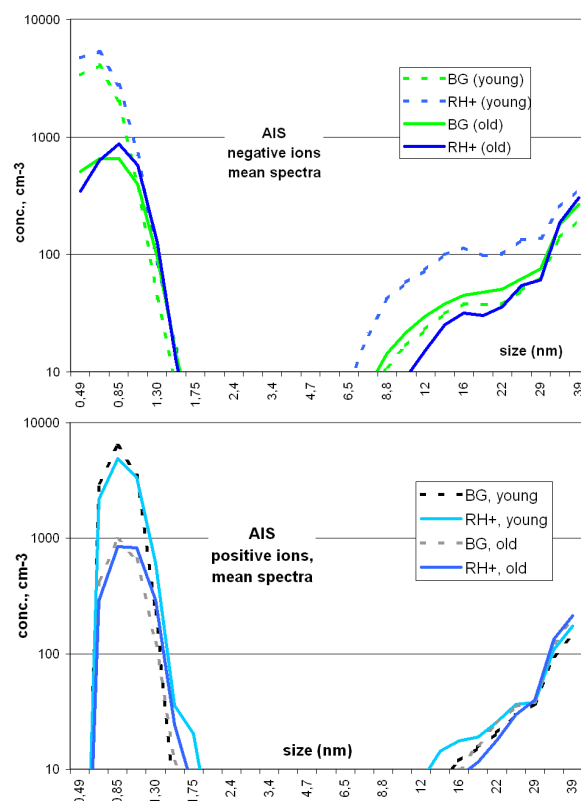 10000
1000
100
10
conc., cm-3
AIS
negative ions
mean spectra
BG (young)
RH+ (young)
BG (old)
RH+ (old)
size (nm)
0,49
0,85
1,30
1,75
2,4
3,4
4,7
6,5
8,8
12
16
22
29
39
10000
1000
100
10
conc., cm-3
AIS
positive ions,
mean spectra
BG, young
RH+, young
BG, old
RH+, old
size (nm)
0,49
0,85
1,30
1,75
2,4
3,4
4,7
6,5
8,8
12
16
22
29
39